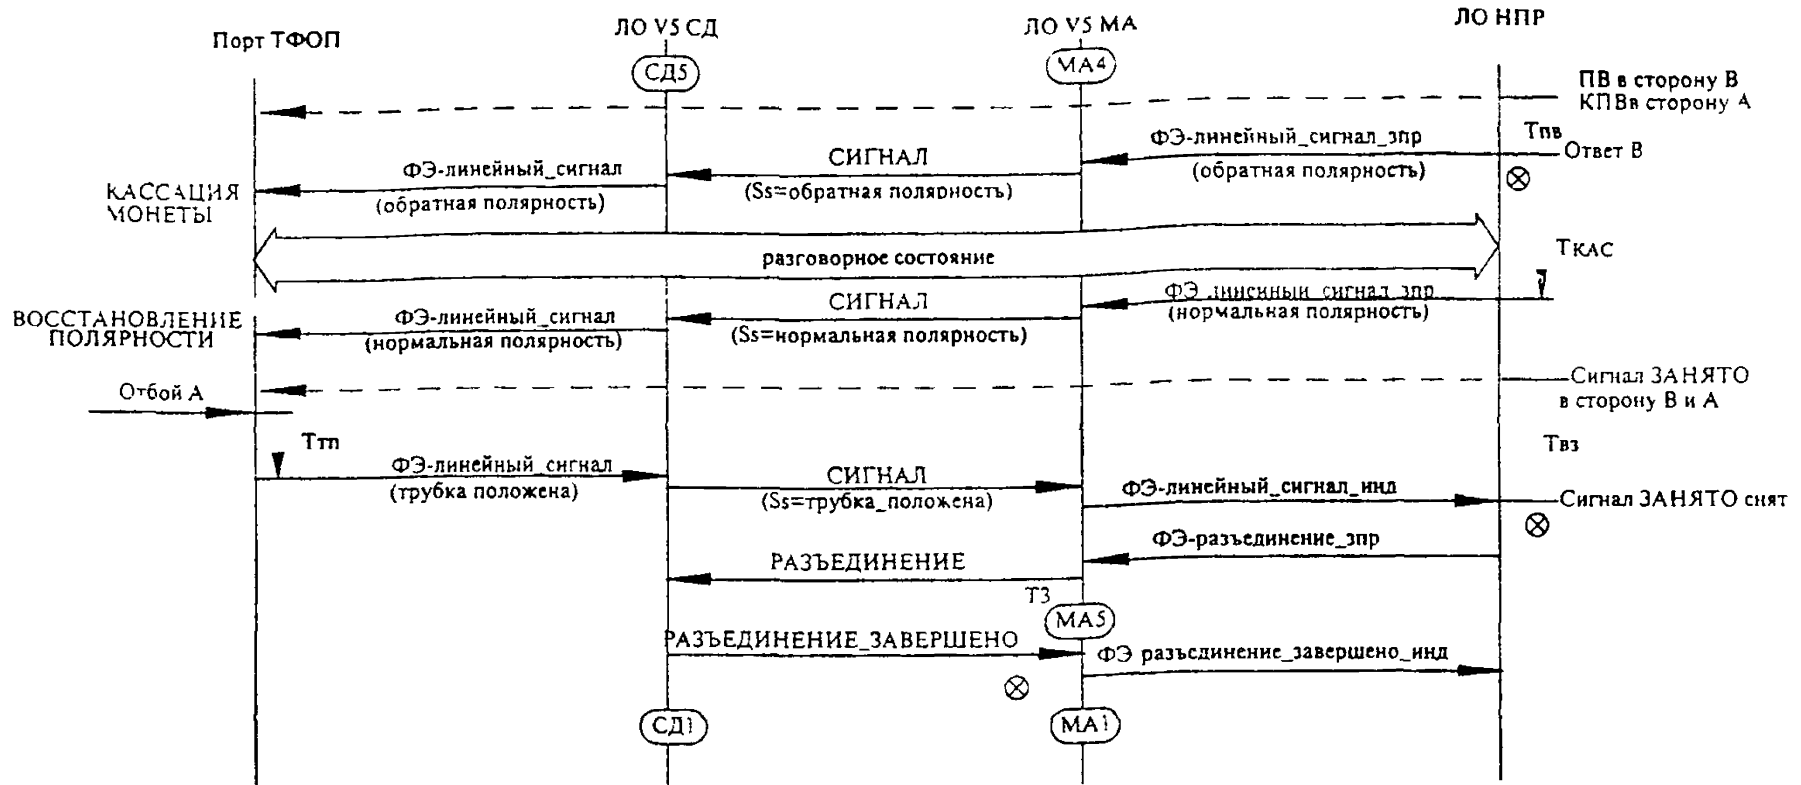 Порт ТФОП
ЛО V5 СД
ЛО V5 МА
ЛО НПР
СД5
МА4
ПВ в сторону В
КПВв сторону А
Тпв
ФЭ-линейный_сигнал_зпр
Ответ В
СИГНАЛ
ФЭ-линейный_сигнал
(Ss=обратная полярность)
(обратная полярность)
(обратная полярность)
КАССАЦИЯ
МОНЕТЫ
разговорное состояние
Ткас
ФЭ линейный_сигнал_зпр
(нормальная полярность)
СИГНАЛ
(Ss=нормальная полярность)
ФЭ-линейный_сигнал
(нормальная полярность)
ВОССТАНОВЛЕНИЕ
ПОЛЯРНОСТИ
Сигнал ЗАНЯТО
в сторону В и А
Отбой А
Ттп
Твз
ФЭ-линейный_сигнал
(трубка положена)
СИГНАЛ
(Ss=трубка_положена)
ФЭ-линейный_сигнал_инд
Сигнал ЗАНЯТО снят
ФЭ-разъединение_зпр
РАЗЪЕДИНЕНИЕ
Т3
МА5
РАЗЪЕДИНЕНИЕ_ЗАВЕРШЕНО
ФЭ разъединение_завершено_инд
СД1
МА1